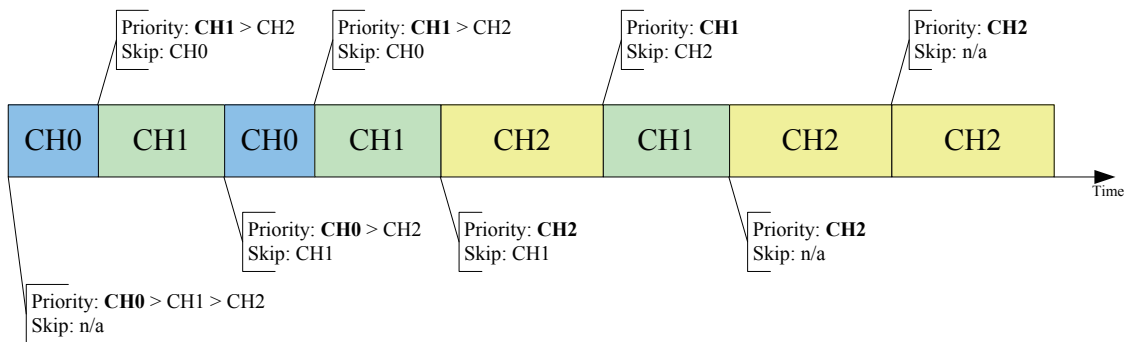 Priority: CH1 > CH2
Skip: CH0
Priority: CH1 > CH2
Skip: CH0
Priority: CH1
Skip: CH2
Priority: CH2
Skip: n/a
CH0
CH1
CH0
CH1
CH2
CH1
CH2
CH2
Time
Priority: CH0 > CH2
Skip: CH1
Priority: CH2
Skip: CH1
Priority: CH2
Skip: n/a
Priority: CH0 > CH1 > CH2
Skip: n/a